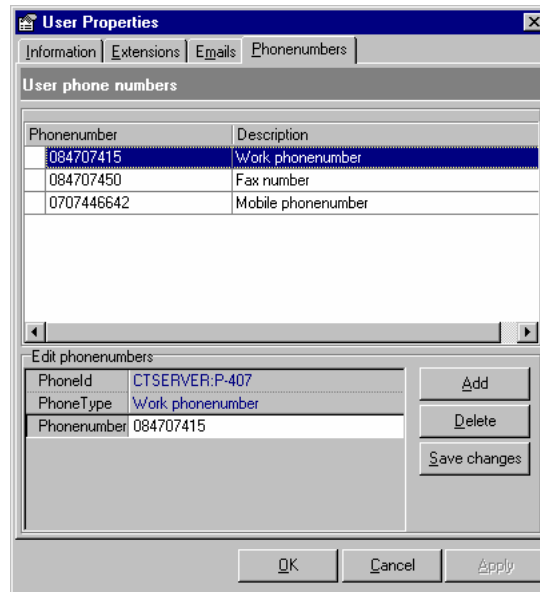 User Properties
Information Extensions Emails Phonenumbers
User phone numbers
Phonenumber Description
084707415 Work phonenumber
084707450 Fax number
0707446642 Mobile phonenumber
Edit phonenumbers
PhoneId CTSERVER:P-407
PhoneType Work phonenumber
Phonenumber 084707415
Add
Delete
Save changes
OK Cancel Apply